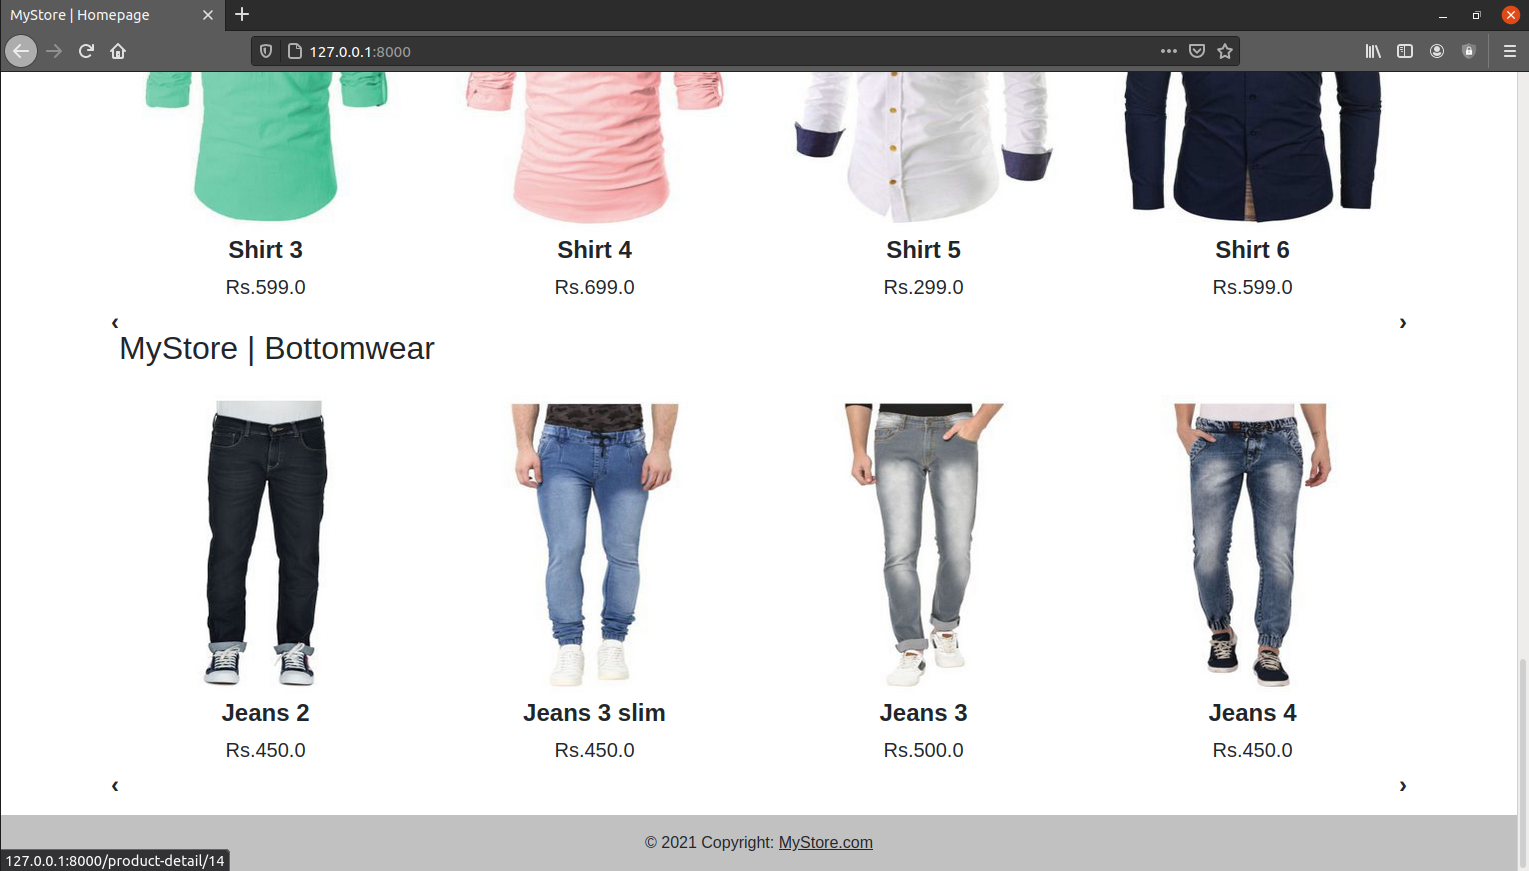 MyStore | Homepage
127.0.0.1:8000
Shirt 3
Shirt 4
Shirt 5
Shirt 6
Rs.599.0
Rs.699.0
Rs.299.0
Rs.599.0
‹
›
MyStore | Bottomwear
Jeans 2
Jeans 3 slim
Jeans 3
Jeans 4
Rs.450.0
Rs.450.0
Rs.500.0
Rs.450.0
‹
›
© 2021 Copyright: MyStore.com
127.0.0.1:8000/product-detail/14